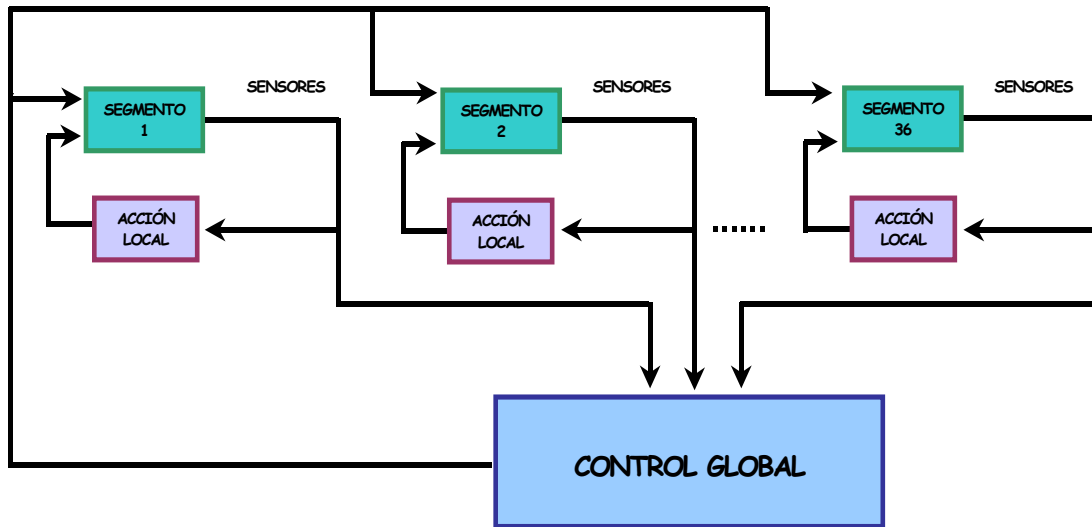 SENSORES
SENSORES
SENSORES
SEGMENTO
1
SEGMENTO
2
SEGMENTO
36
ACCIÓN
LOCAL
ACCIÓN
LOCAL
ACCIÓN
LOCAL
CONTROL GLOBAL